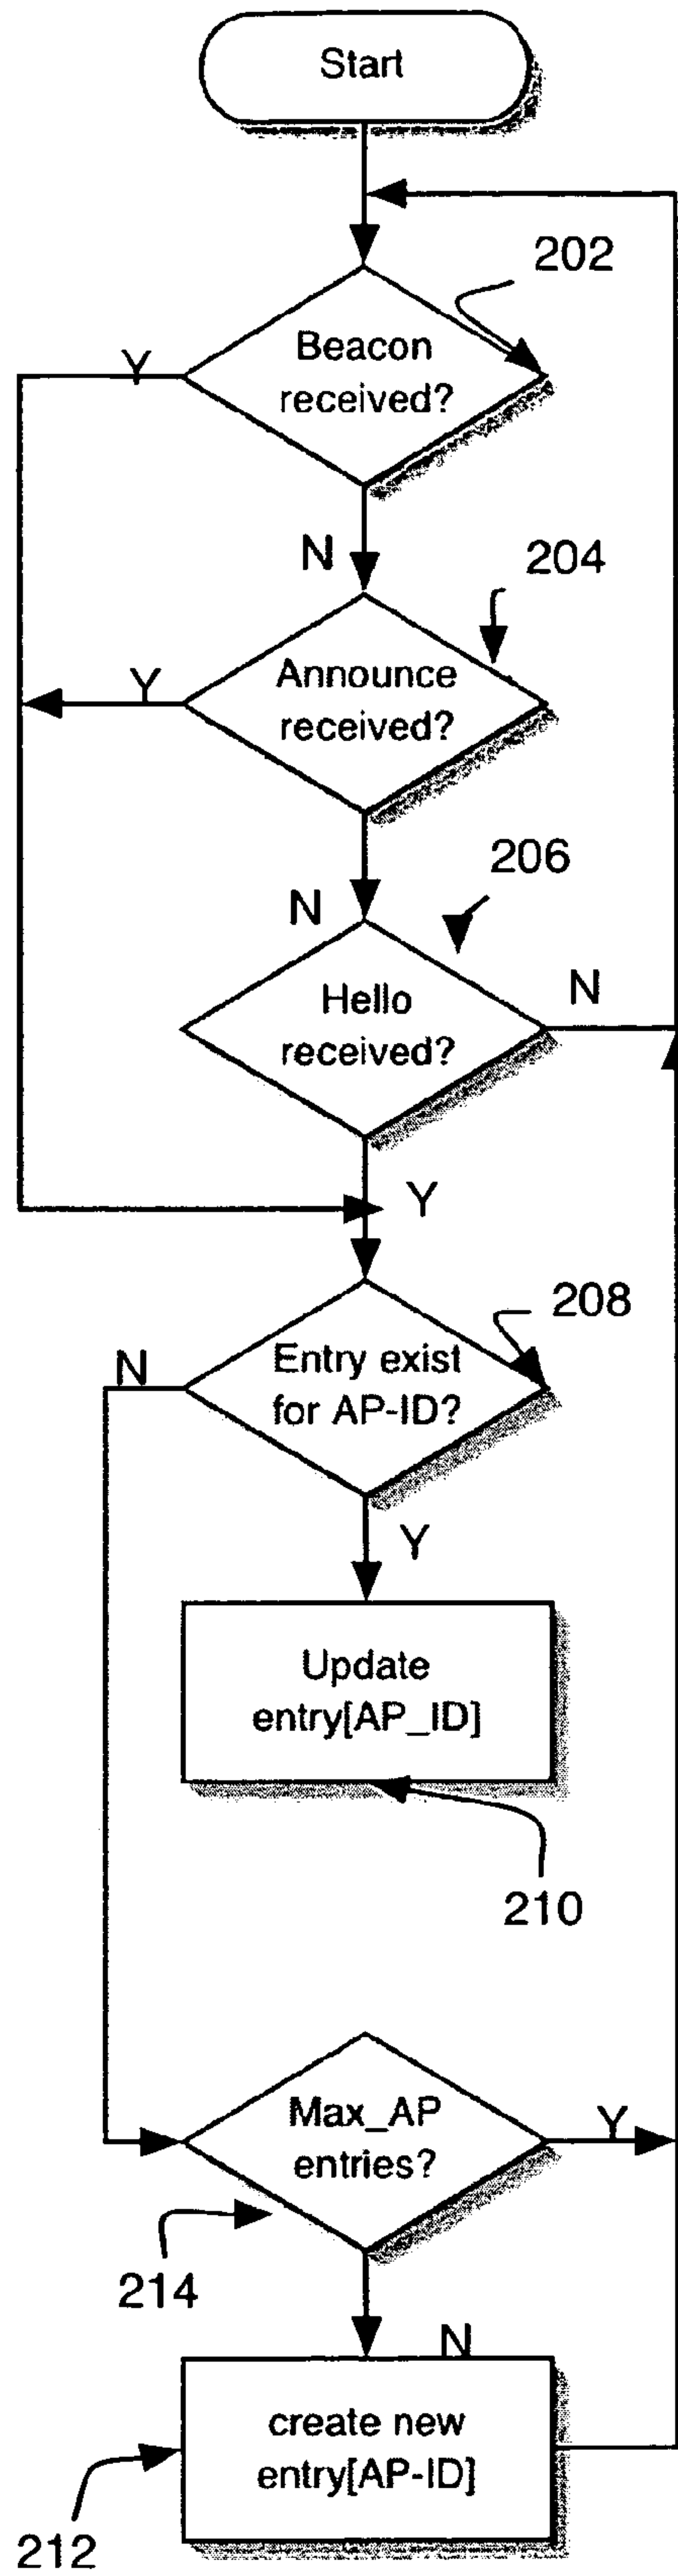 Start
202
Beacon
received?
Y
N
204
Announce
received?
Y
206
N
Hello
received?
N
Y
208
N
Entry exist
for AP-ID?
Y
Update
entry[AP_ID]
210
Max_AP
entries?
Y
214
N
create new
entry[AP-ID]
212